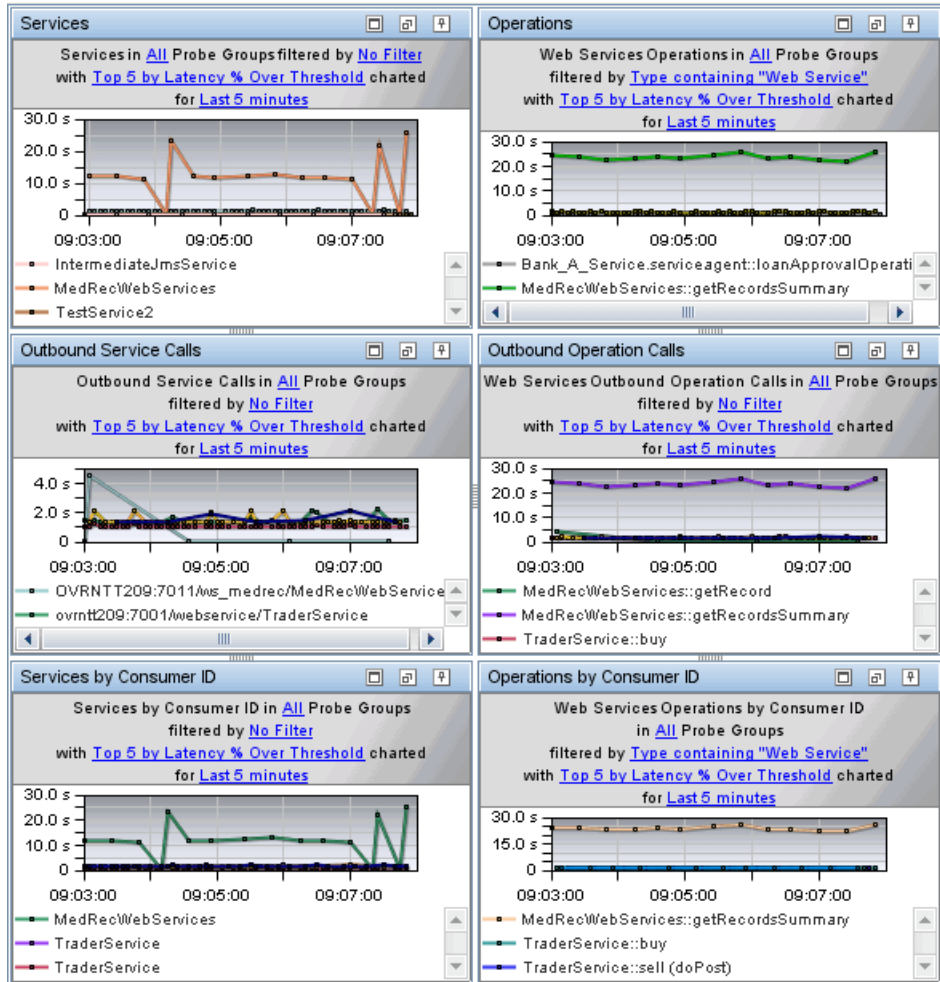 Services
Services in All Probe Groups filtered by No Filter
with Top 5 by Latency % Over Threshold charted
for Last 5 minutes
30.0 s
20.0 s
10.0 s
0
09:03:00 09:05:00 09:07:00
IntermediateJmsService
MedRecWebServices
TestService2
Operations
Web Services Operations in All Probe Groups
filtered by Type containing "Web Service"
with Top 5 by Latency % Over Threshold charted
for Last 5 minutes
30.0 s
20.0 s
10.0 s
0
09:03:00 09:05:00 09:07:00
Bank_A_Service.serviceagent::loanApprovalOperati
MedRecWebServices::getRecordsSummary
Outbound Service Calls
Outbound Service Calls in All Probe Groups
filtered by No Filter
with Top 5 by Latency % Over Threshold charted
for Last 5 minutes
4.0 s
2.0 s
0
09:03:00 09:05:00 09:07:00
OVRNTT209:7011/ws_medrec/MedRecWebService
ovrntt209:7001/webservice/TraderService
Outbound Operation Calls
Web Services Outbound Operation Calls in All Probe Groups
filtered by No Filter
with Top 5 by Latency % Over Threshold charted
for Last 5 minutes
30.0 s
20.0 s
10.0 s
0
09:03:00 09:05:00 09:07:00
MedRecWebServices::getRecord
MedRecWebServices::getRecordsSummary
TraderService::buy
Services by Consumer ID
Services by Consumer ID in All Probe Groups
filtered by No Filter
with Top 5 by Latency % Over Threshold charted
for Last 5 minutes
30.0 s
20.0 s
10.0 s
0
09:03:00 09:05:00 09:07:00
MedRecWebServices
TraderService
TraderService
Operations by Consumer ID
Web Services Operations by Consumer ID
in All Probe Groups
filtered by Type containing "Web Service"
with Top 5 by Latency % Over Threshold charted
for Last 5 minutes
30.0 s
15.0 s
0
09:03:00 09:05:00 09:07:00
MedRecWebServices::getRecordsSummary
TraderService::buy
TraderService::sell (doPost)